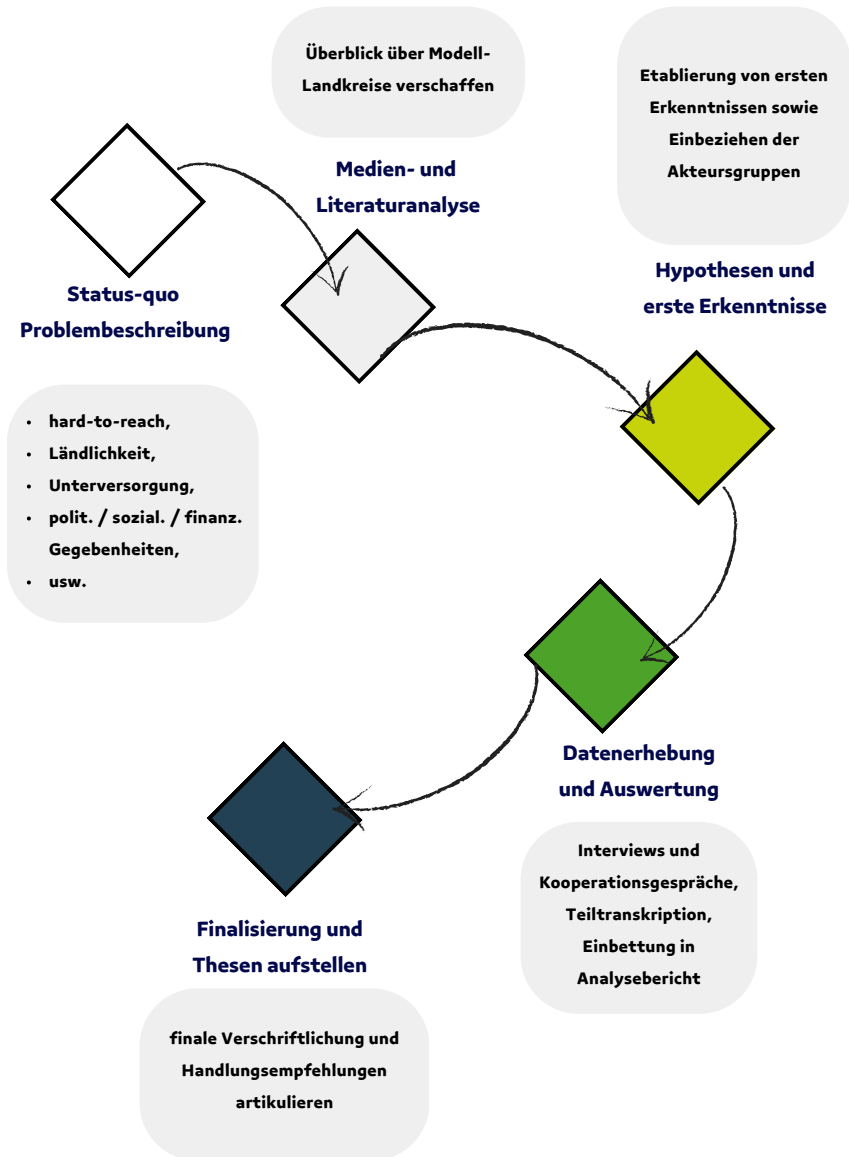 Status-quo
Problembeschreibung
• hard-to-reach,
• Ländlichkeit,
• Unterversorgung,
• polit. / sozial. / finanz.
Gegebenheiten,
• usw.
Überblick über Modell-
Landkreise verschaffen
Medien- und
Literaturanalyse
Etablierung von ersten
Erkenntnissen sowie
Einbeziehen der
Akteursgruppen
Hypothesen und
erste Erkenntnisse
Datenerhebung
und Auswertung
Interviews und
Kooperationsgespräche,
Teiltranskription,
Einbettung in
Analysebericht
Finalisierung und
Thesen aufstellen
finale Verschriftlichung und
Handlungsempfehlungen
artikulieren